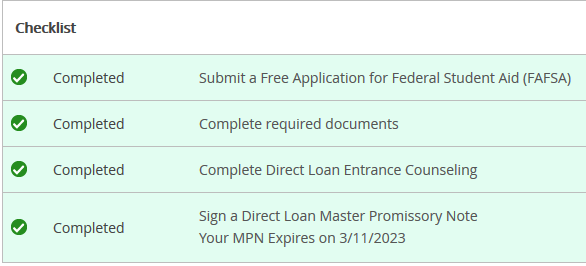 Checklist
Completed Submit a Free Application for Federal Student Aid (FAFSA)
Completed Complete required documents
Completed Complete Direct Loan Entrance Counseling
Sign a Direct Loan Master Promissory Note
Completed
Your MPN Expires on 3/11/2023